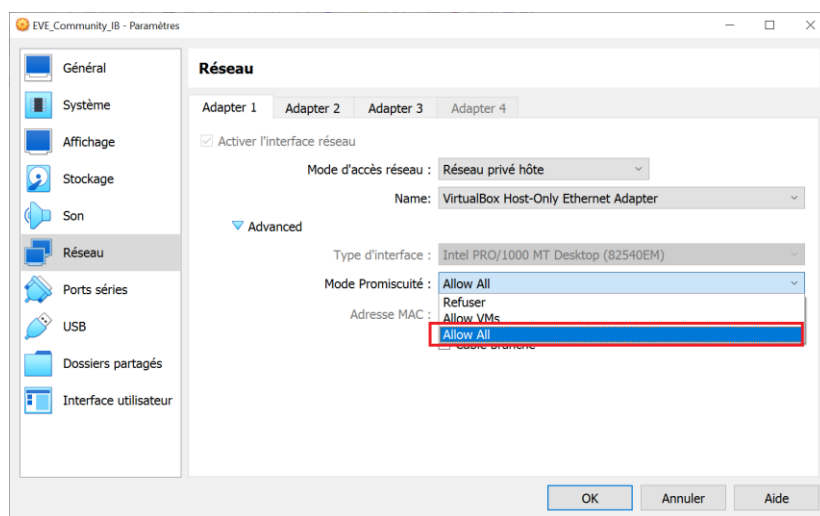 EVE_Community_IB - Paramètres
Général
Système
Affichage
Stockage
Son
Réseau
Ports séries
USB
Dossiers partagés
Interface utilisateur
Réseau
Adapter 1 Adapter 2 Adapter 3 Adapter 4
Activer l'interface réseau
Mode d'accès réseau : Réseau privé hôte
Name: VirtualBox Host-Only Ethernet Adapter
Advanced
Type d'interface : Intel PRO/1000 MT Desktop (82540EM)
Mode Promiscuité : Allow All
Refuser
Adresse MAC : Allow VMs
Allow All
Câble branché
OK Annuler Aide